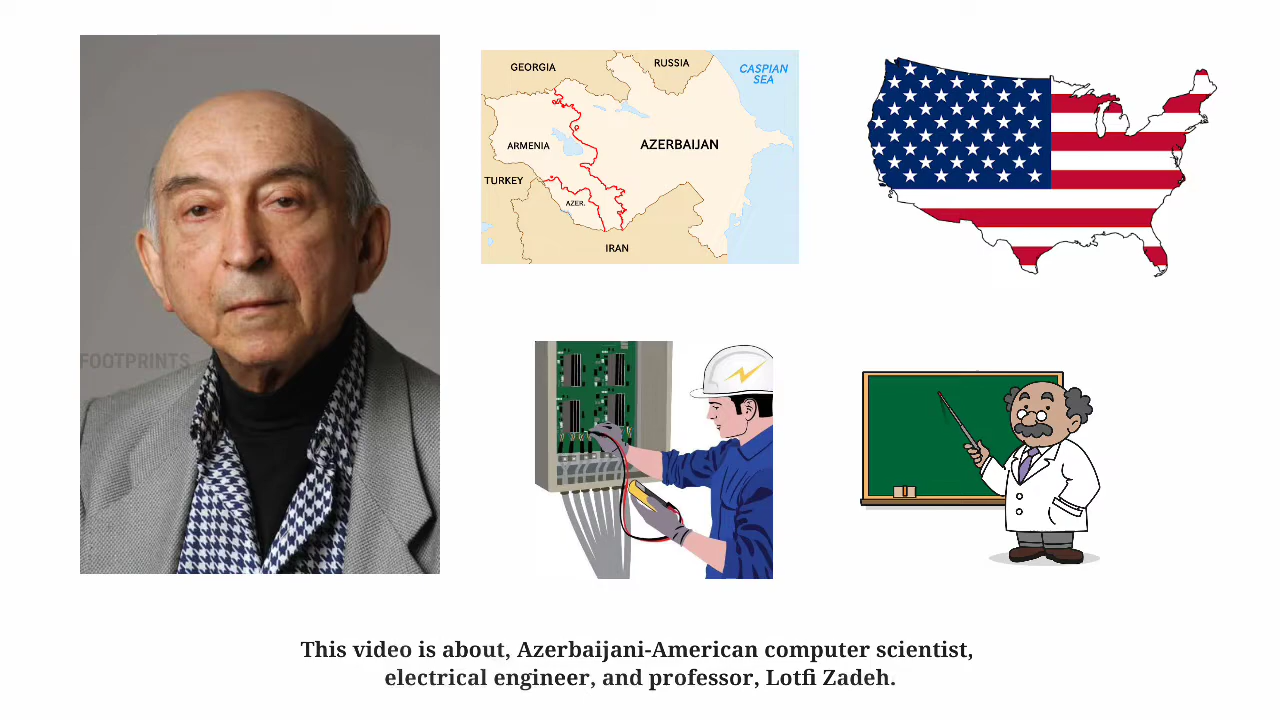 GEORGIA
RUSSIA
CASPIAN
SEA
ARMENIA
AZERBAIJAN
TURKEY
AZER.
IRAN
FOOTPRINTS
This video is about, Azerbaijani-American computer scientist,
electrical engineer, and professor, Lotfi Zadeh.